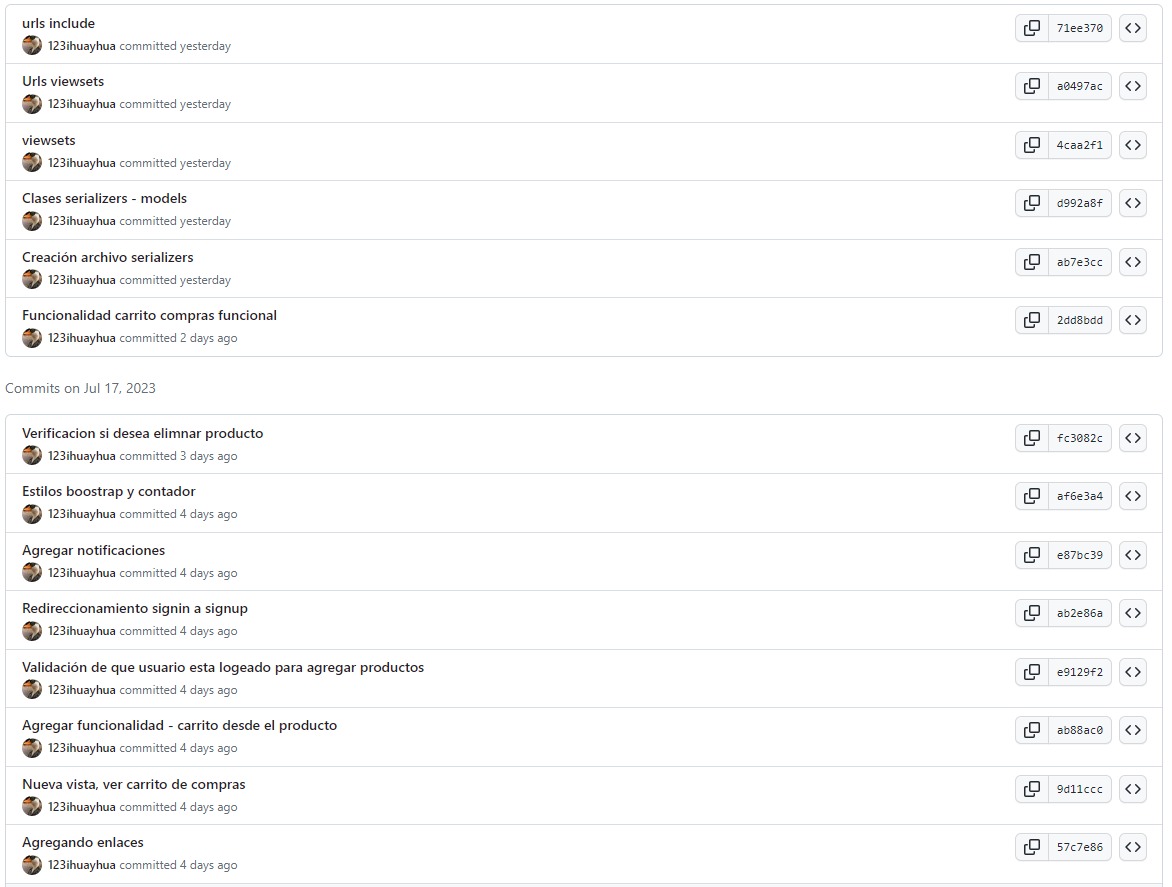 urls include
71ee370
123ihuayhua committed yesterday
Urls viewsets
a0497ac
123ihuayhua committed yesterday
viewsets
4caa2f1
123ihuayhua committed yesterday
Clases serializers - models
d992a8f
123ihuayhua committed yesterday
Creación archivo serializers
ab7e3cc
123ihuayhua committed yesterday
Funcionalidad carrito compras funcional
2dd8bdd
123ihuayhua committed 2 days ago
Commits on Jul 17, 2023
Verificacion si desea elimnar producto
fc3082c
123ihuayhua committed 3 days ago
Estilos boostrap y contador
af6e3a4
123ihuayhua committed 4 days ago
Agregar notificaciones
e87bc39
123ihuayhua committed 4 days ago
Redireccionamiento signin a signup
ab2e86a
123ihuayhua committed 4 days ago
Validación de que usuario esta logeado para agregar productos
e9129f2
123ihuayhua committed 4 days ago
Agregar funcionalidad - carrito desde el producto
ab88ac0
123ihuayhua committed 4 days ago
Nueva vista, ver carrito de compras
9d11ccc
123ihuayhua committed 4 days ago
Agregando enlaces
57c7e86
123ihuayhua committed 4 days ago